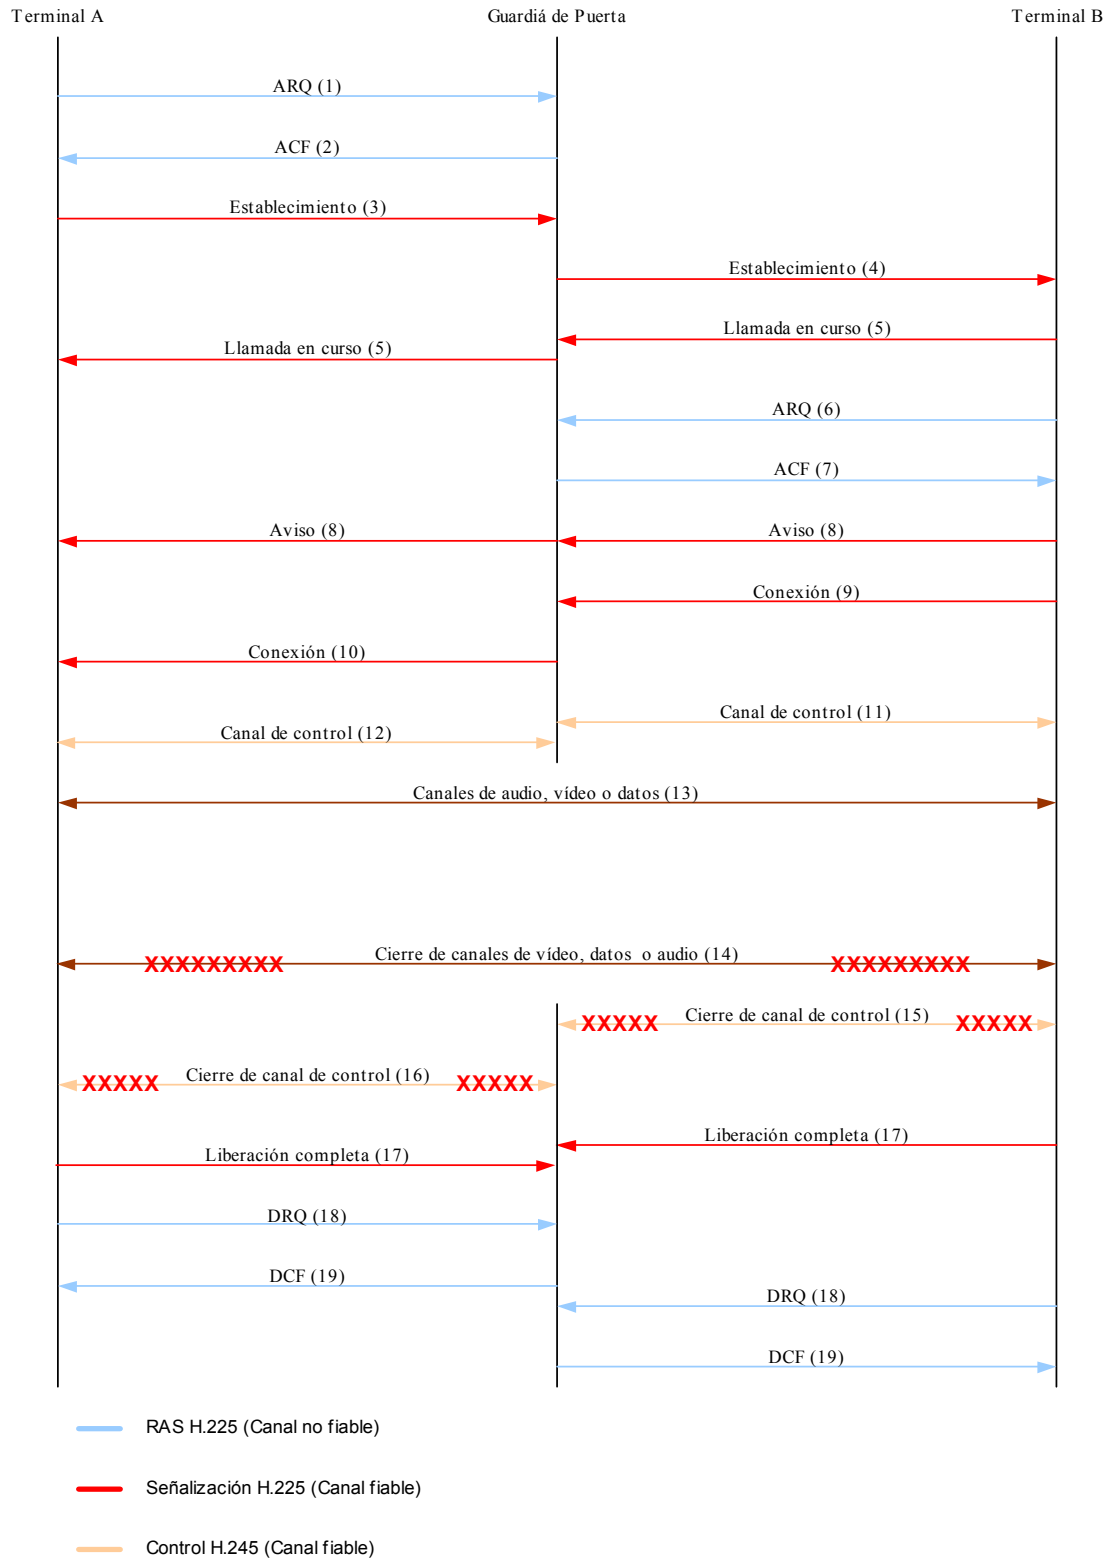 Terminal A
Guardiá de Puerta
Terminal B
ARQ (1)
ACF (2)
Establecimiento (3)
Establecimiento (4)
Llamada en curso (5)
Llamada en curso (5)
ARQ (6)
ACF (7)
Aviso (8)
Aviso (8)
Conexión (9)
Conexión (10)
Canal de control (11)
Canal de control (12)
Canales de audio, vídeo o datos (13)
Cierre de canales de vídeo, datos o audio (14)
XXXXXXXXX
XXXXXXXXX
Cierre de canal de control (15)
XXXXX
XXXXX
Cierre de canal de control (16)
XXXXX
XXXXX
Liberación completa (17)
Liberación completa (17)
DRQ (18)
DCF (19)
DRQ (18)
DCF (19)
RAS H.225 (Canal no fiable)
Señalización H.225 (Canal fiable)
Control H.245 (Canal fiable)